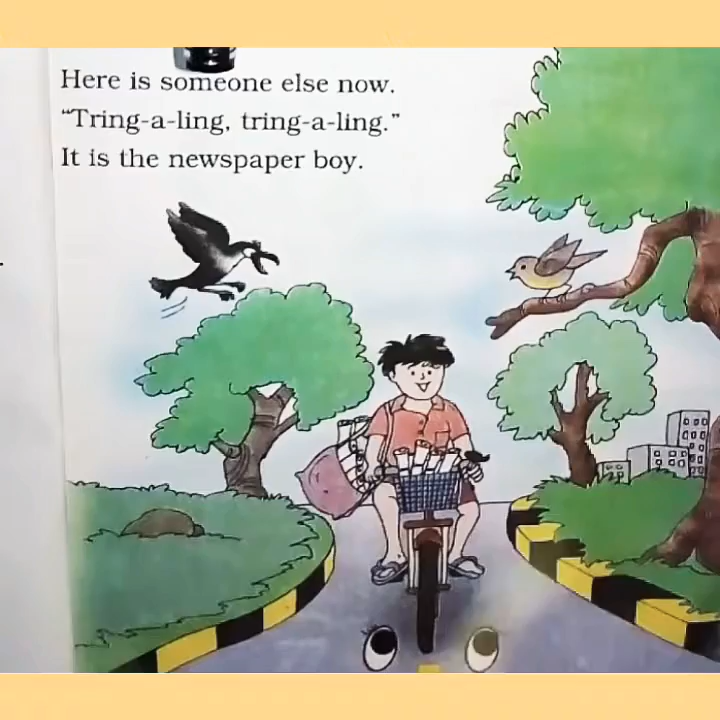 Here is someone else now.
“Tring-a-ling, tring-a-ling.”
It is the newspaper boy.